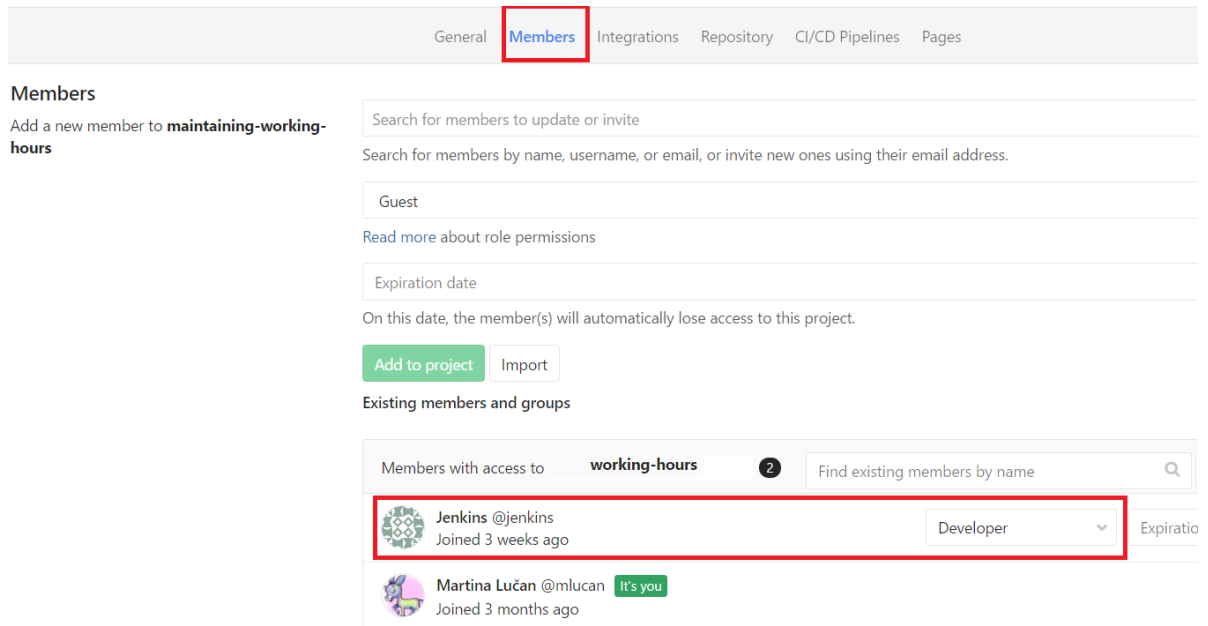 General Members Integrations Repository CI/CD Pipelines Pages
Members
Add a new member to maintaining-working-
hours
Search for members to update or invite
Search for members by name, username, or email, or invite new ones using their email address.
Guest
Read more about role permissions
Expiration date
On this date, the member(s) will automatically lose access to this project.
Add to project Import
Existing members and groups
Members with access to working-hours 2 Find existing members by name
Jenkins @jenkins
Joined 3 weeks ago
Developer Expiratio
Martina Lučan @mlucan It's you
Joined 3 months ago